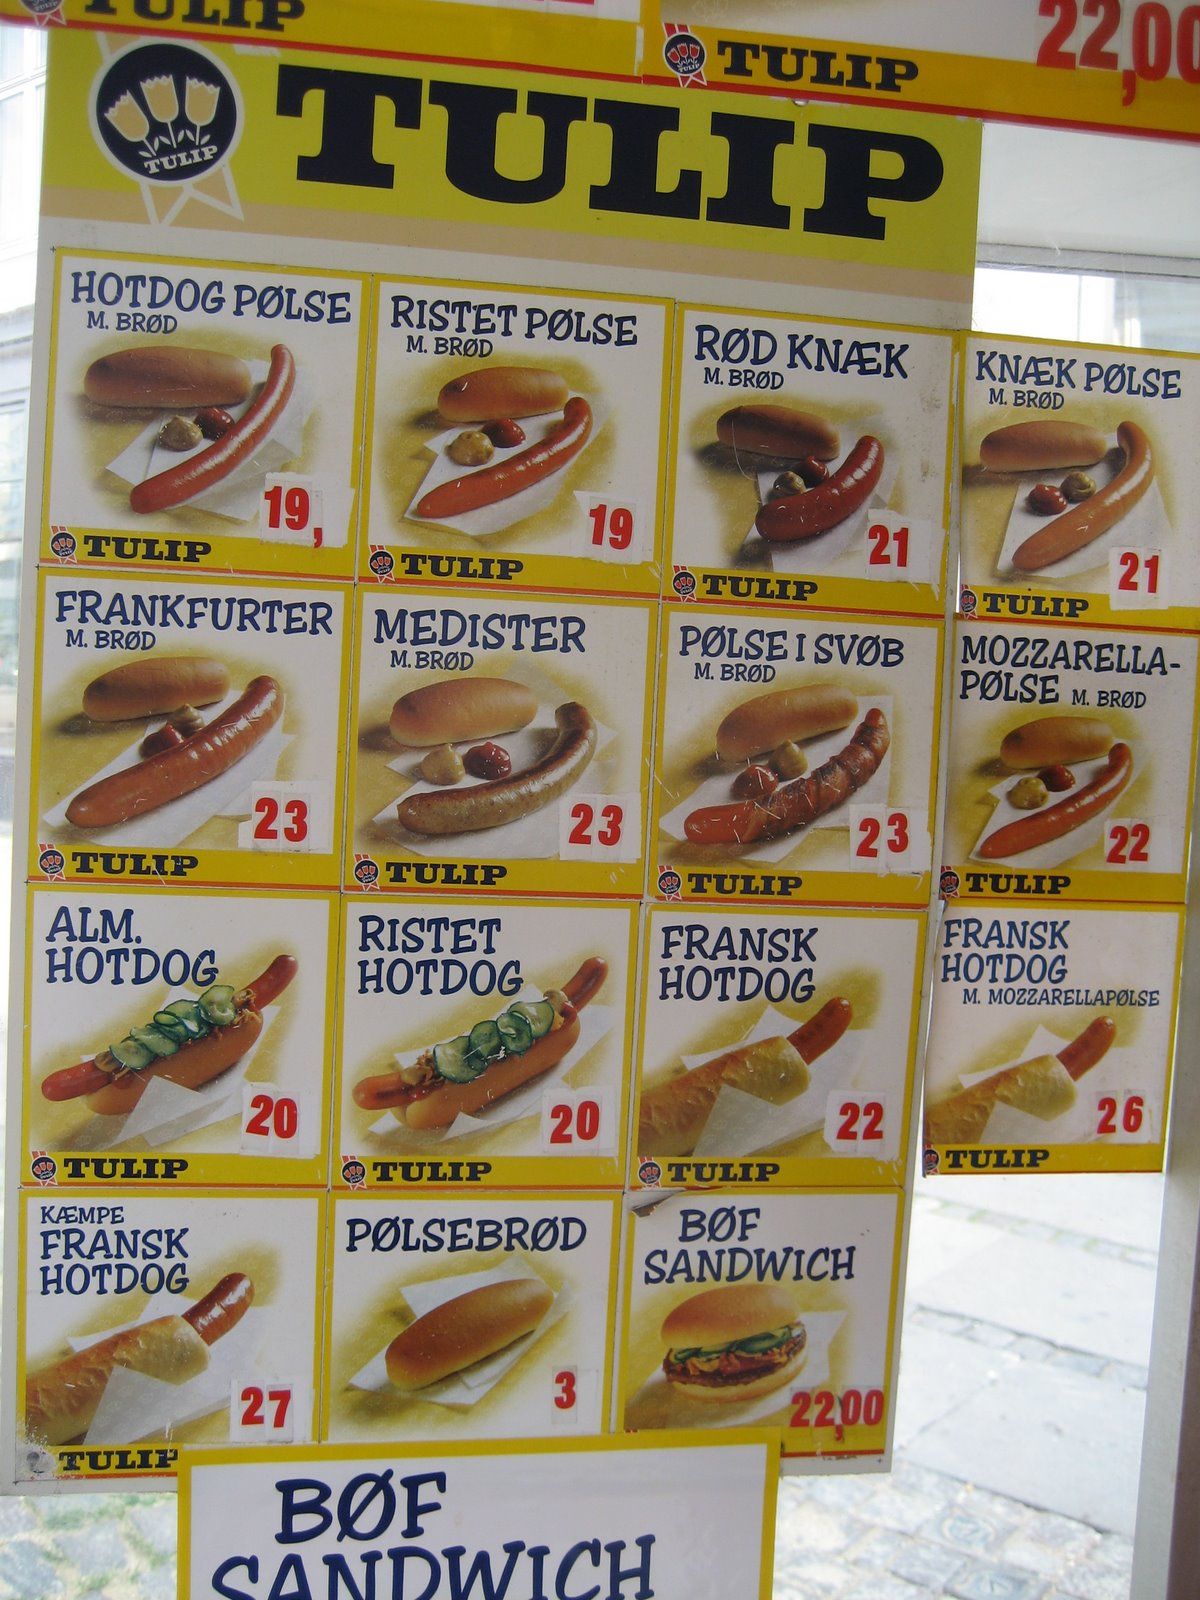 TULIP
TULIP
22,00
TULIP
TULIP
HOTDOG PØLSE
M. BRØD
19,
TULIP
RISTET PØLSE
M. BRØD
19
TULIP
RØD KNÆK
M. BRØD
21
TULIP
KNÆK PØLSE
M. BRØD
21
TULIP
FRANKFURTER
M. BRØD
23
TULIP
MEDISTER
M. BRØD
23
TULIP
PØLSE I SVØB
M. BRØD
23
TULIP
MOZZARELLA-
PØLSE M. BRØD
22
TULIP
ALM.
HOTDOG
20
TULIP
RISTET
HOTDOG
20
TULIP
FRANSK
HOTDOG
22
TULIP
FRANSK
HOTDOG
M. MOZZARELLAPØLSE
26
TULIP
KÆMPE
FRANSK
HOTDOG
27
TULIP
PØLSEBRØD
3
BØF
SANDWICH
22,00
BØF
SANDWICH